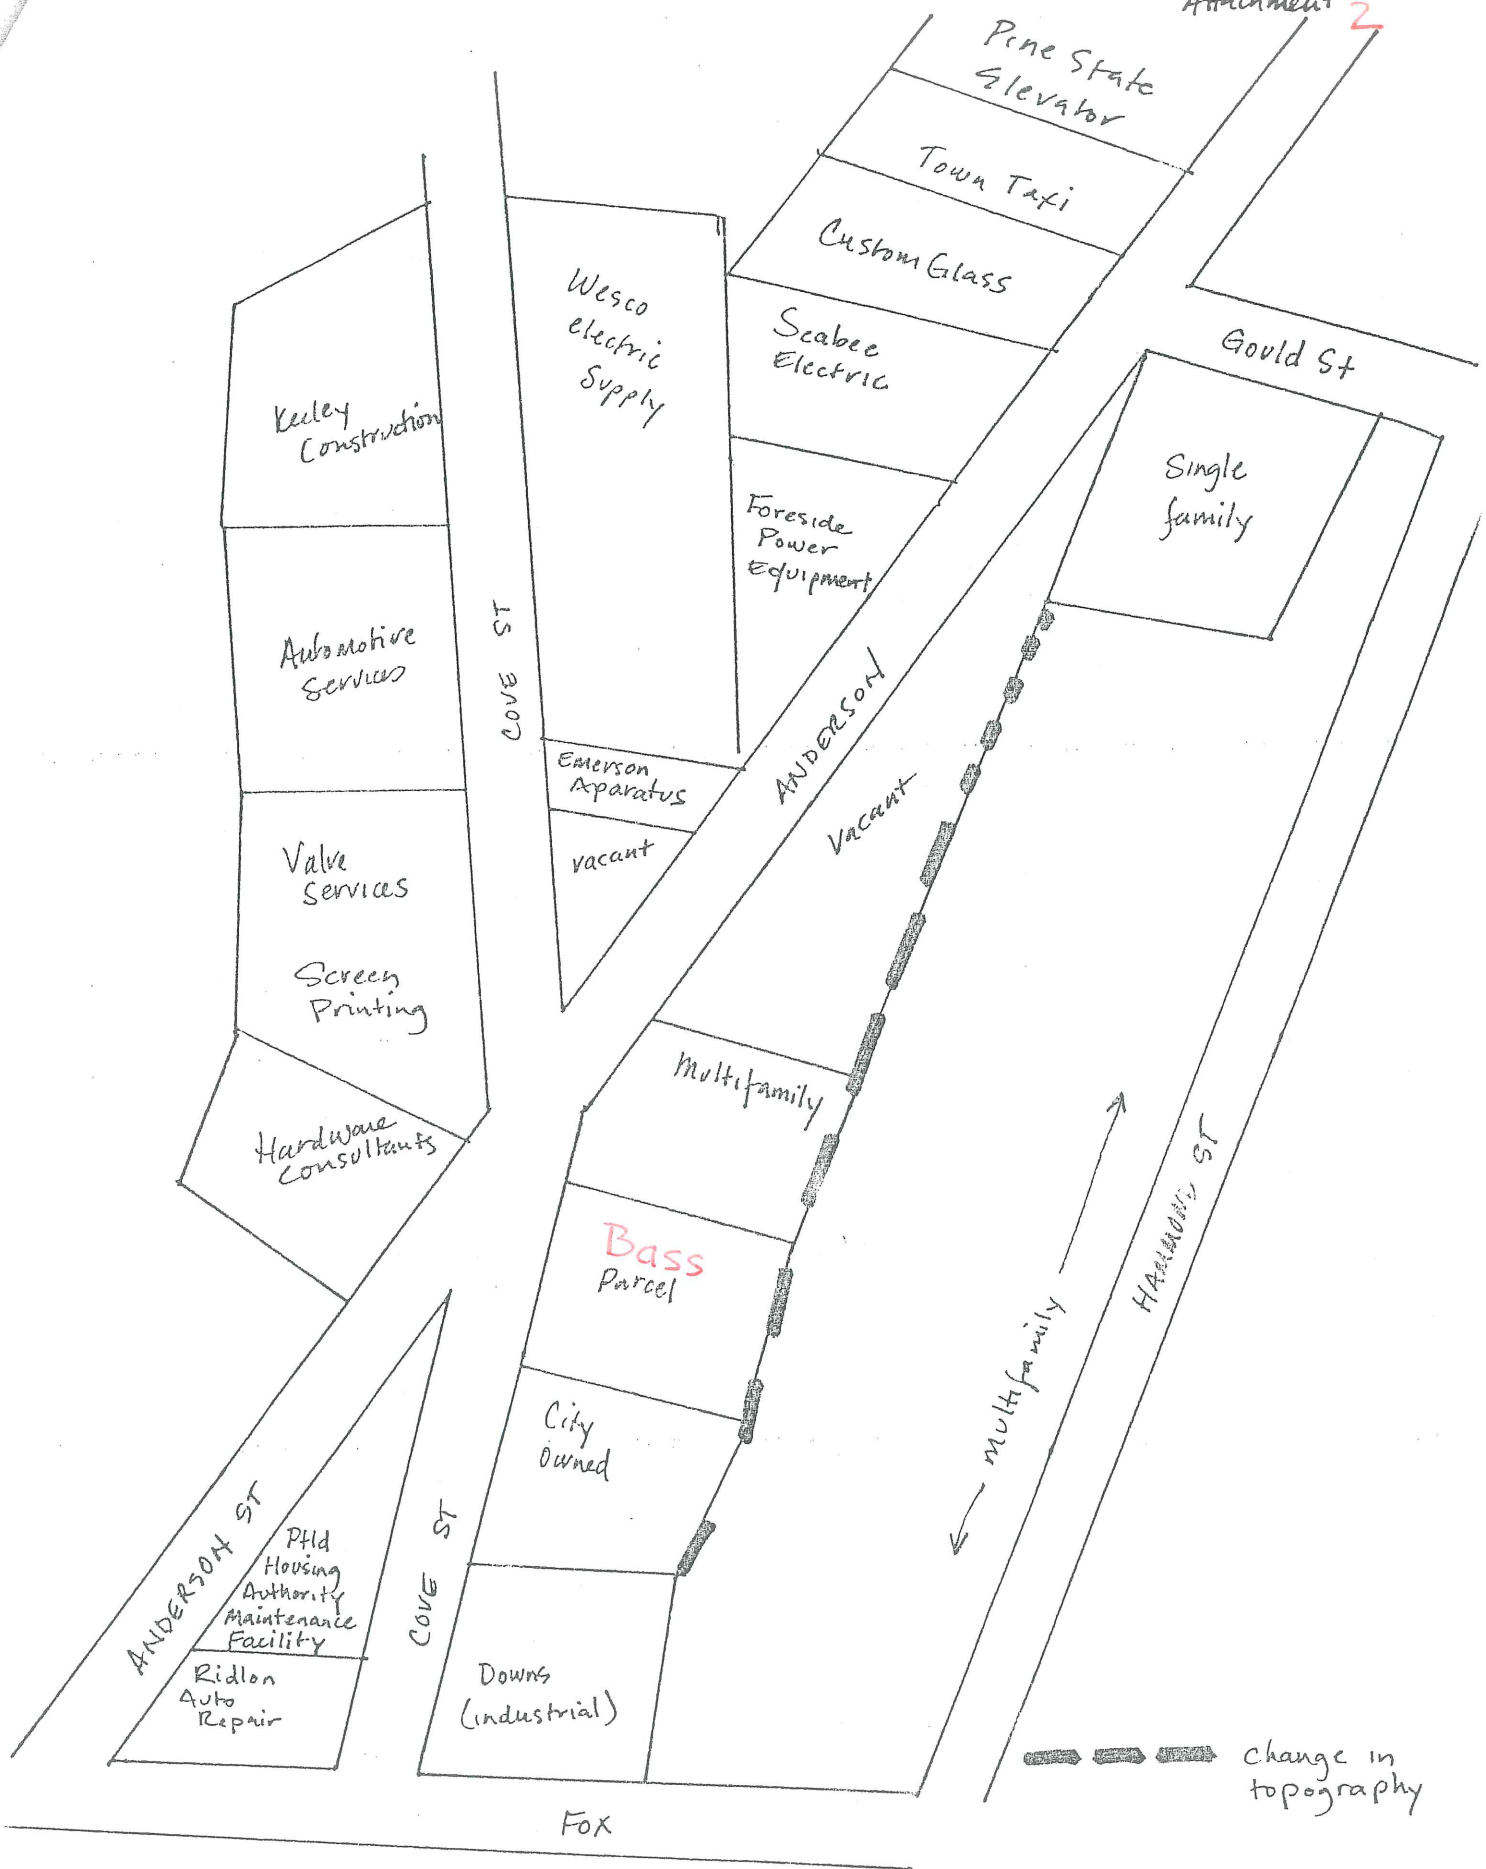 Attachment 2
Pine State
Elevator
Town Taxi
Custom Glass
Seabee
Electric
Gould St
Wesco
electric
Supply
Keeley
Construction
Single
family
Foreside
Power
Equipment
COVE ST
Automotive
Services
ANDERSON
Emerson
Aparatus
vacant
vacant
Valve
Services
Screen
Printing
Multifamily
Hardware
Consultants
HAMMOND ST
Bass
Parcel
multifamily
City
Owned
ANDERSON ST
COVE ST
Ptld
Housing
Authority
Maintenance
Facility
Ridlon
Auto
Repair
Downs
(industrial)
change in
topography
FOX